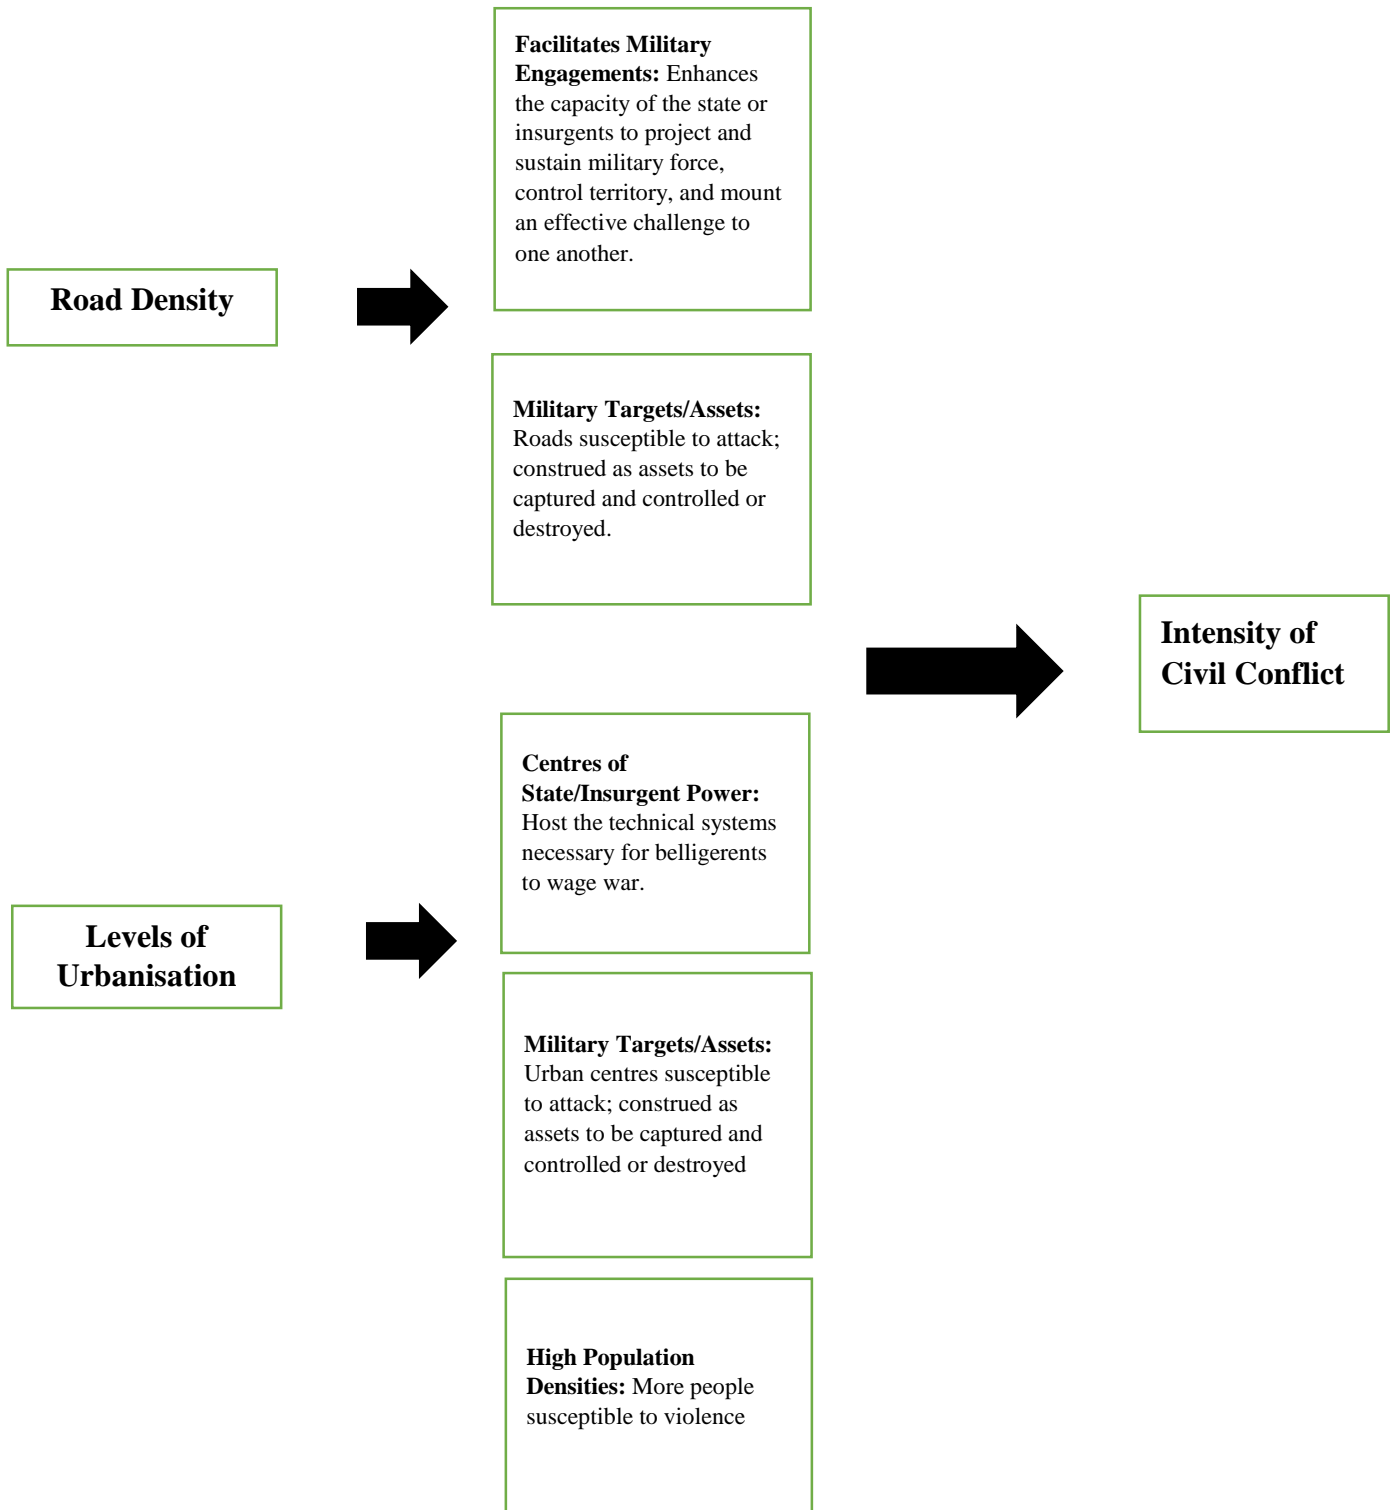 Facilitates Military
Engagements: Enhances
the capacity of the state or
insurgents to project and
sustain military force,
control territory, and mount
an effective challenge to
one another.
Road Density
Military Targets/Assets:
Roads susceptible to attack;
construed as assets to be
captured and controlled or
destroyed.
Intensity of
Civil Conflict
Centres of
State/Insurgent Power:
Host the technical systems
necessary for belligerents
to wage war.
Levels of
Urbanisation
Military Targets/Assets:
Urban centres susceptible
to attack; construed as
assets to be captured and
controlled or destroyed
High Population
Densities: More people
susceptible to violence